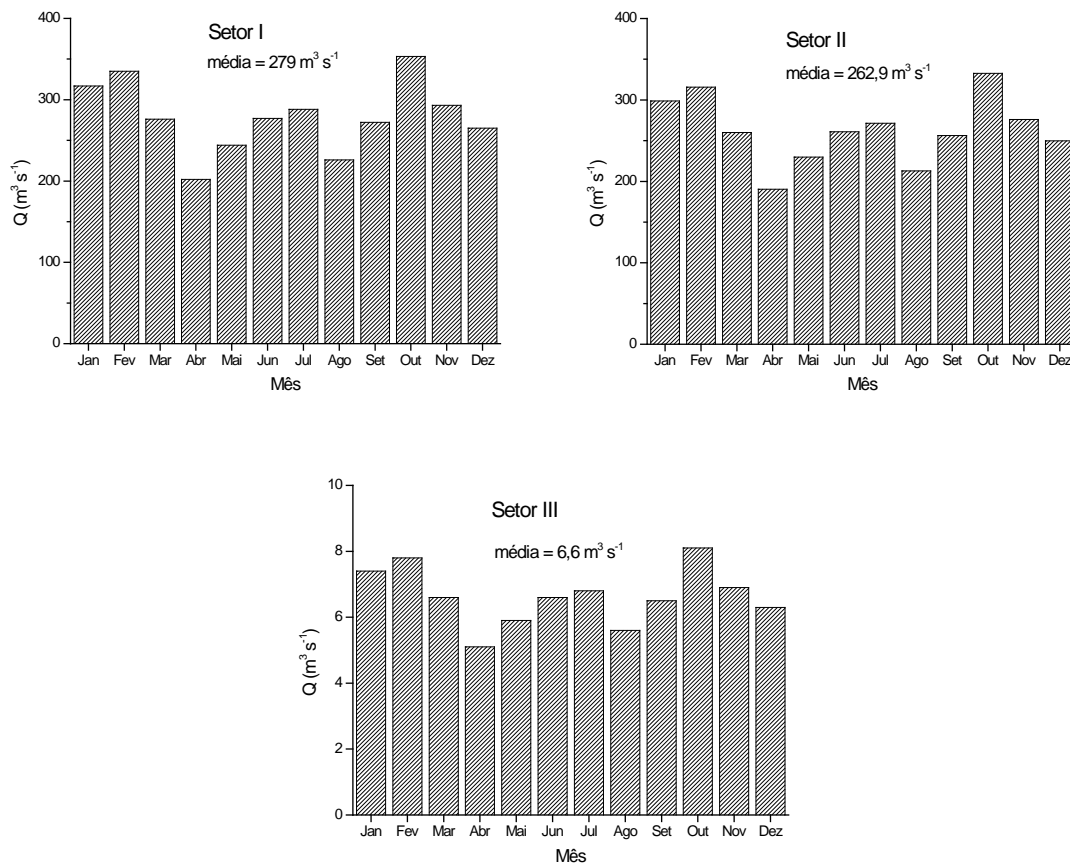 Setor I
média = 279 m³ s⁻¹
400
300
200
100
0
Q (m³ s⁻¹)
Jan Fev Mar Abr Mai Jun Jul Ago Set Out Nov Dez
Mês
Setor II
média = 262,9 m³ s⁻¹
400
300
200
100
0
Q (m³ s⁻¹)
Jan Fev Mar Abr Mai Jun Jul Ago Set Out Nov Dez
Mês
Setor III
média = 6,6 m³ s⁻¹
10
8
6
4
2
0
Q (m³ s⁻¹)
Jan Fev Mar Abr Mai Jun Jul Ago Set Out Nov Dez
Mês